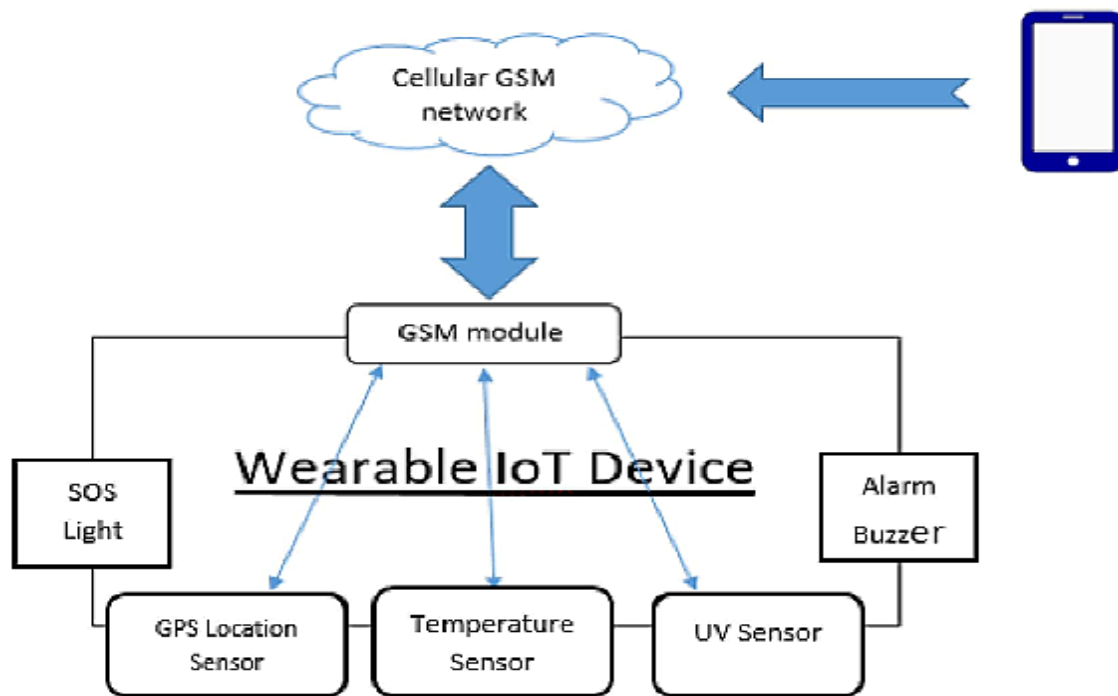 Cellular GSM
network
GSM module
Wearable IoT Device
SOS
Light
Alarm
Buzzer
GPS Location
Sensor
Temperature
Sensor
UV Sensor